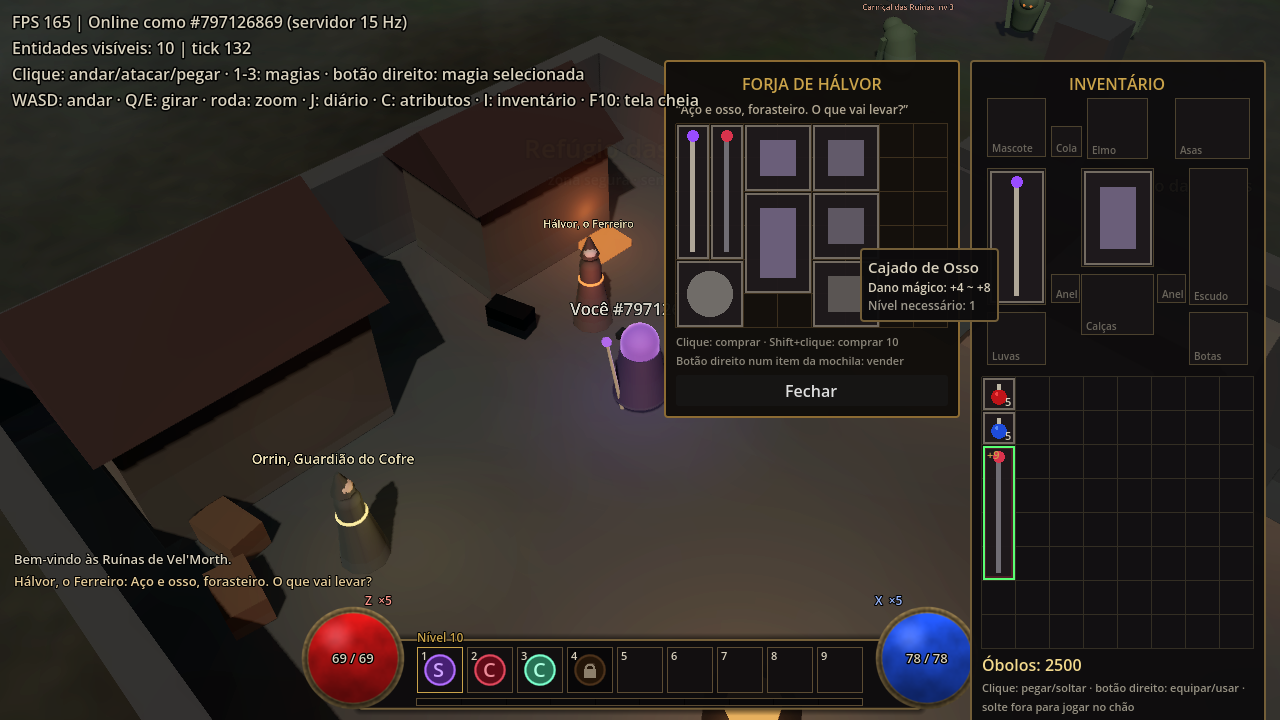 FPS 165 | Online como #797126869 (servidor 15 Hz)
Entidades visíveis: 10 | tick 132
Clique: andar/atacar/pegar · 1-3: magias · botão direito: magia selecionada
WASD: andar · Q/E: girar · roda: zoom · J: diário · C: atributos · I: inventário · F10: tela cheia
Carniçal das Ruínas nv.3
FORJA DE HÁLVOR
"Aço e osso, forasteiro. O que vai levar?"
Cajado de Osso
Dano mágico: +4 ~ +8
Nível necessário: 1
Clique: comprar · Shift+clique: comprar 10
Botão direito num item da mochila: vender
Fechar
INVENTÁRIO
Mascote
Cola
Elmo
Asas
Anel
Calças
Anel
Escudo
Luvas
Botas
5
5
+9
Óbolos: 2500
Clique: pegar/soltar · botão direito: equipar/usar ·
solte fora para jogar no chão
Refúgio das
Hálvor, o Ferreiro
Você #7971
Orrin, Guardião do Cofre
Bem-vindo às Ruínas de Vel'Morth.
Hálvor, o Ferreiro: Aço e osso, forasteiro. O que vai levar?
Z ×5
X ×5
Nível 10
69 / 69
1 S
2 C
3 C
4
5
6
7
8
9
78 / 78